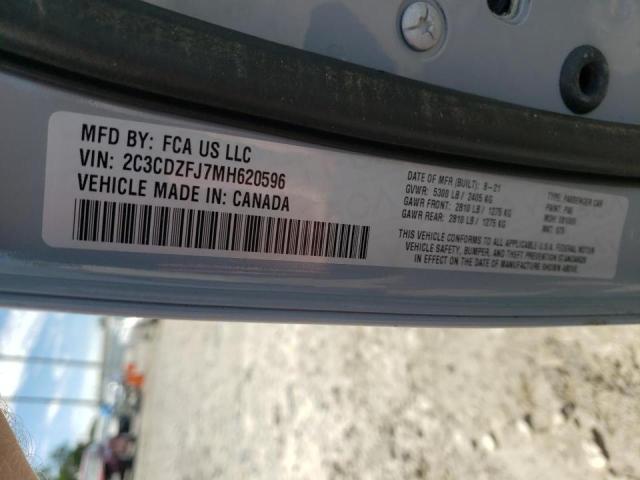 MFD BY: FCA US LLC
VIN: 2C3CDZFJ7MH620596
VEHICLE MADE IN: CANADA
DATE OF MFR (BUILT): 8-21
GVWR: 5300 LB / 2405 KG
GAWR FRONT: 2810 LB / 1275 KG
GAWR REAR: 2810 LB / 1275 KG
TYPE: PASSENGER CAR
PAINT:
MDH:
THIS VEHICLE CONFORMS TO ALL APPLICABLE U.S.A. FEDERAL MOTOR
VEHICLE SAFETY, BUMPER, AND THEFT PREVENTION STANDARDS
IN EFFECT ON THE DATE OF MANUFACTURE SHOWN ABOVE.